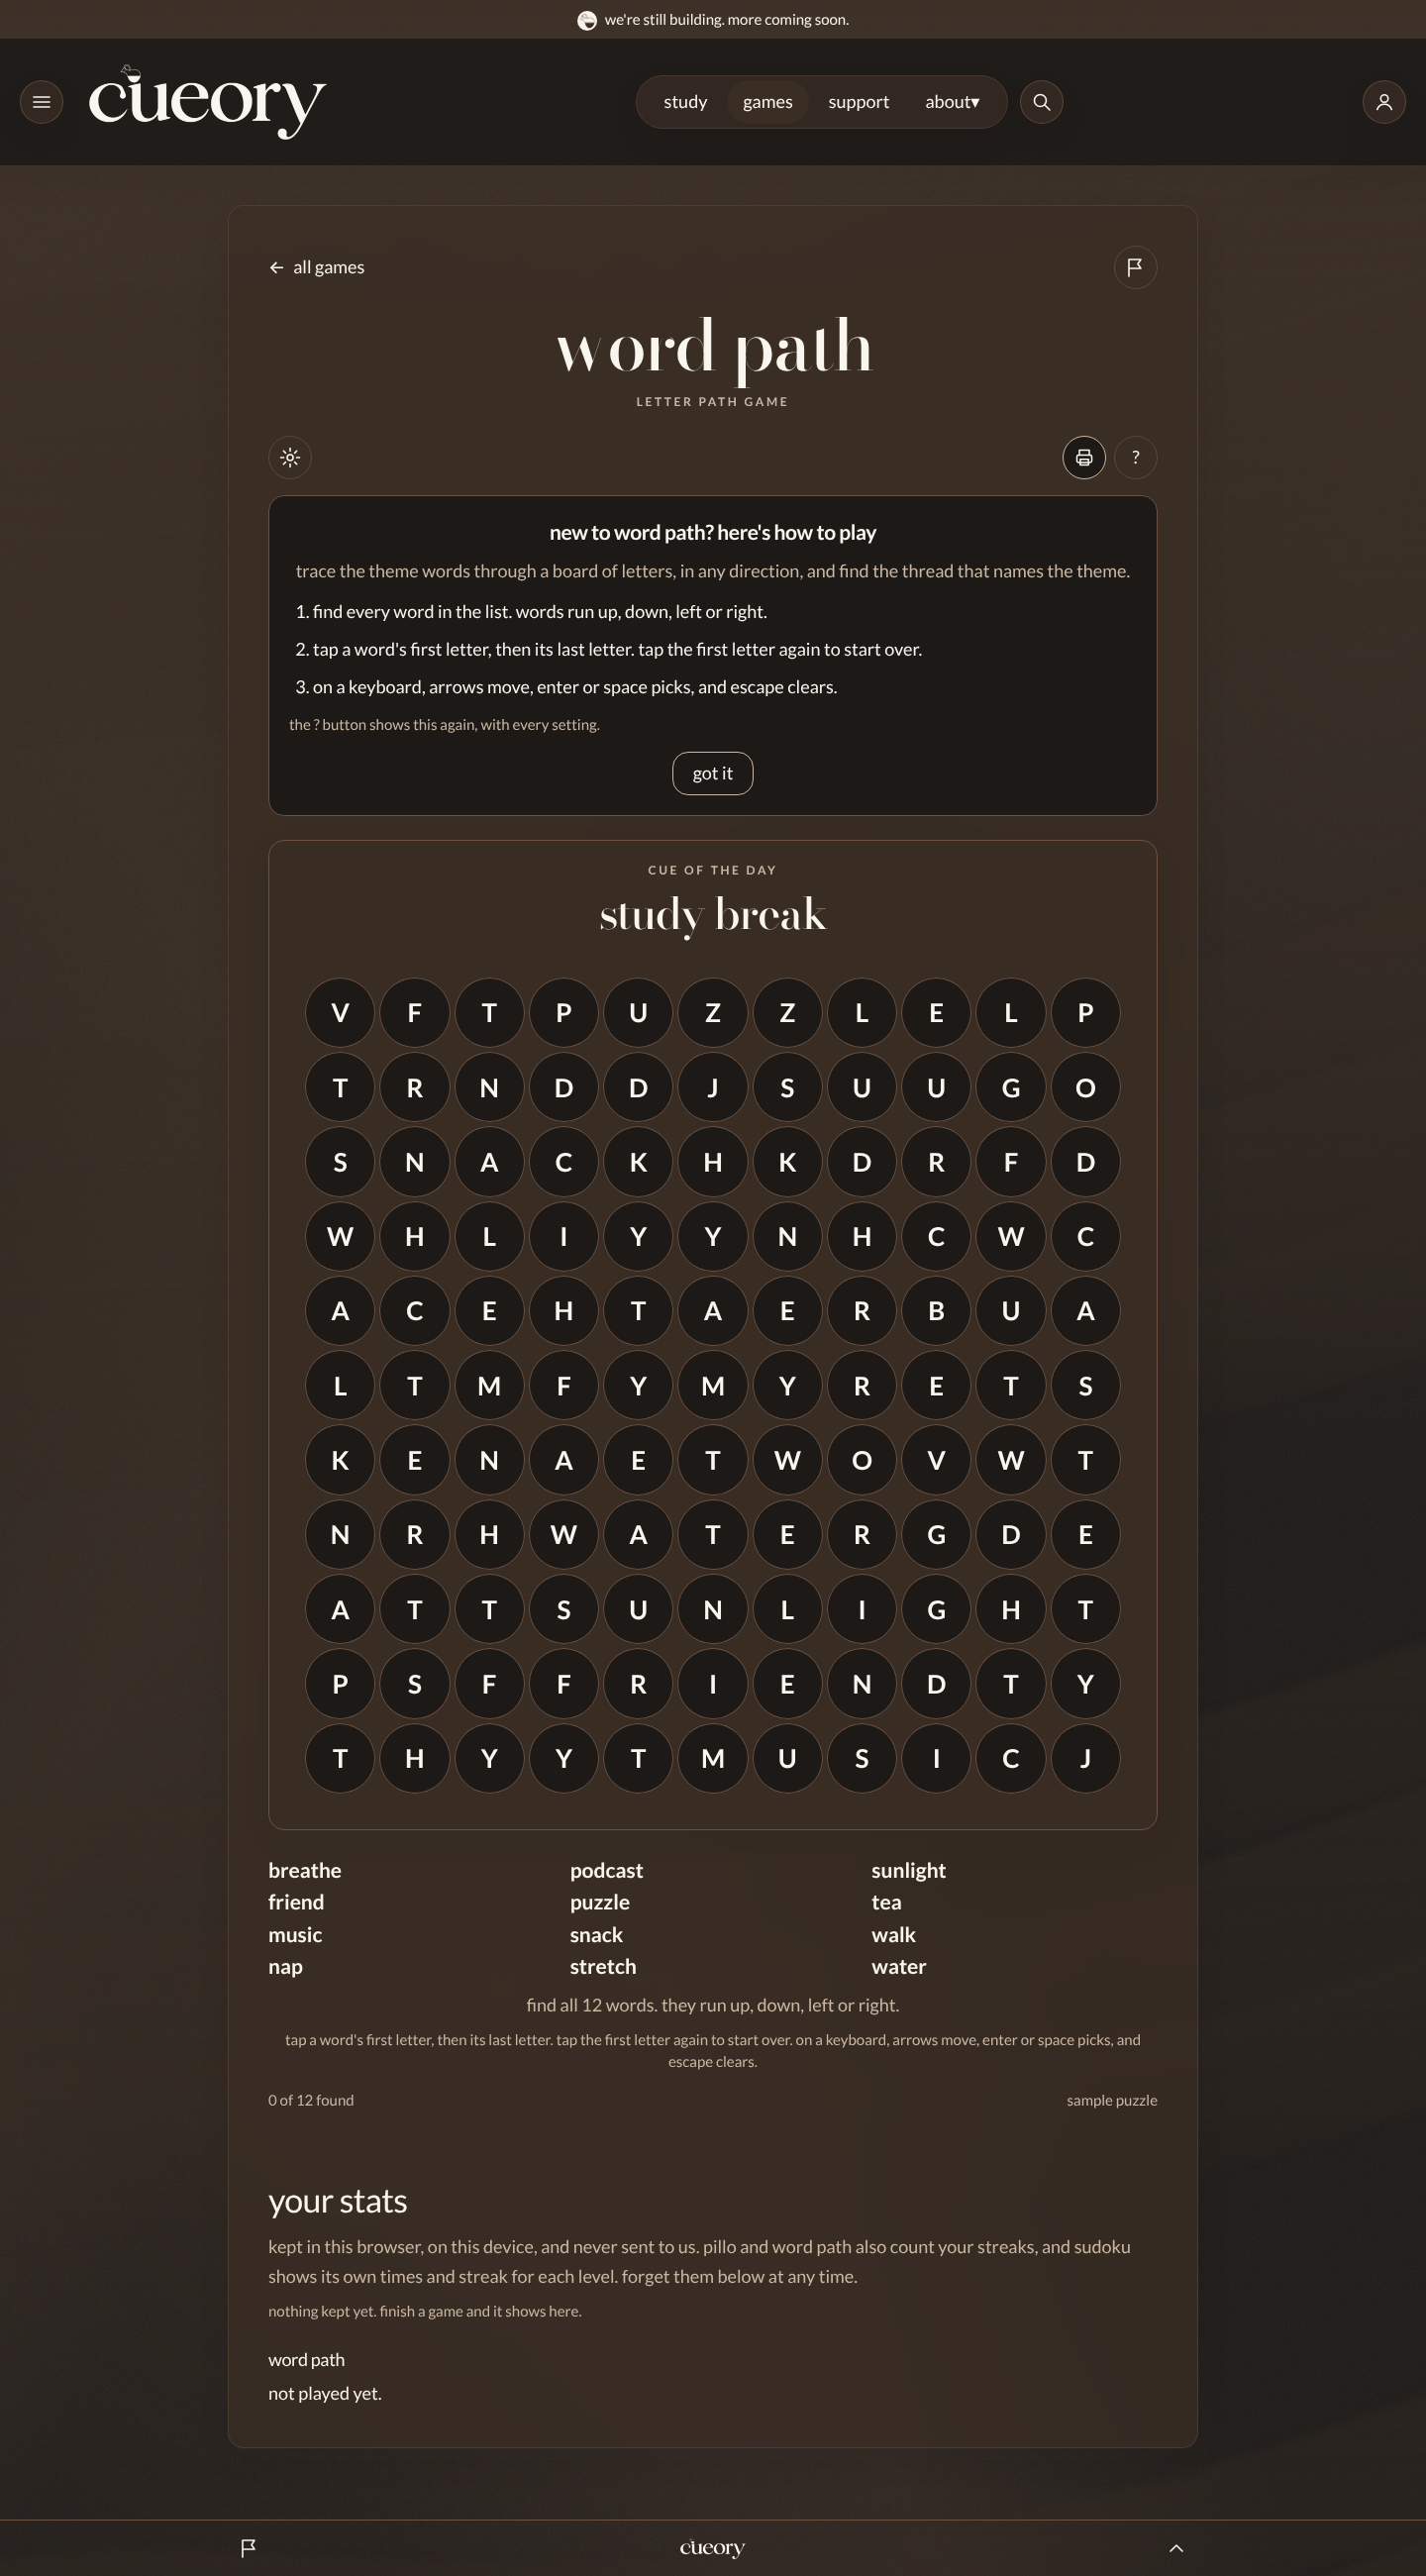 we're still building. more coming soon.
cueory
study games support about▾
← all games
word path
LETTER PATH GAME
?
new to word path? here's how to play
trace the theme words through a board of letters, in any direction, and find the thread that names the theme.
1. find every word in the list. words run up, down, left or right.
2. tap a word's first letter, then its last letter. tap the first letter again to start over.
3. on a keyboard, arrows move, enter or space picks, and escape clears.
the ? button shows this again, with every setting.
got it
CUE OF THE DAY
study break
V F T P U Z Z L E L P
T R N D D J S U U G O
S N A C K H K D R F D
W H L I Y Y N H C W C
A C E H T A E R B U A
L T M F Y M Y R E T S
K E N A E T W O V W T
N R H W A T E R G D E
A T T S U N L I G H T
P S F F R I E N D T Y
T H Y Y T M U S I C J
breathe podcast sunlight
friend puzzle tea
music snack walk
nap stretch water
find all 12 words. they run up, down, left or right.
tap a word's first letter, then its last letter. tap the first letter again to start over. on a keyboard, arrows move, enter or space picks, and
escape clears.
0 of 12 found sample puzzle
your stats
kept in this browser, on this device, and never sent to us. pillo and word path also count your streaks, and sudoku
shows its own times and streak for each level. forget them below at any time.
nothing kept yet. finish a game and it shows here.
word path
not played yet.
cueory